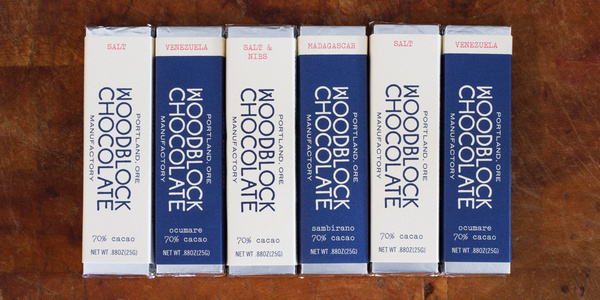 SALT
WOODBLOCK
CHOCOLATE
PORTLAND, ORE
MANUFACTORY
70% cacao
NET WT .88OZ(25G)
VENEZUELA
WOODBLOCK
CHOCOLATE
PORTLAND, ORE
MANUFACTORY
ocumare
70% cacao
NET WT .88OZ(25G)
SALT &
NIBS
WOODBLOCK
CHOCOLATE
PORTLAND, ORE
MANUFACTORY
70% cacao
NET WT .88OZ(25G)
MADAGASCAR
WOODBLOCK
CHOCOLATE
PORTLAND, ORE
MANUFACTORY
sambirano
70% cacao
NET WT .88OZ(25G)
SALT
WOODBLOCK
CHOCOLATE
PORTLAND, ORE
MANUFACTORY
70% cacao
NET WT .88OZ(25G)
VENEZUELA
WOODBLOCK
CHOCOLATE
PORTLAND, ORE
MANUFACTORY
ocumare
70% cacao
NET WT .88OZ(25G)